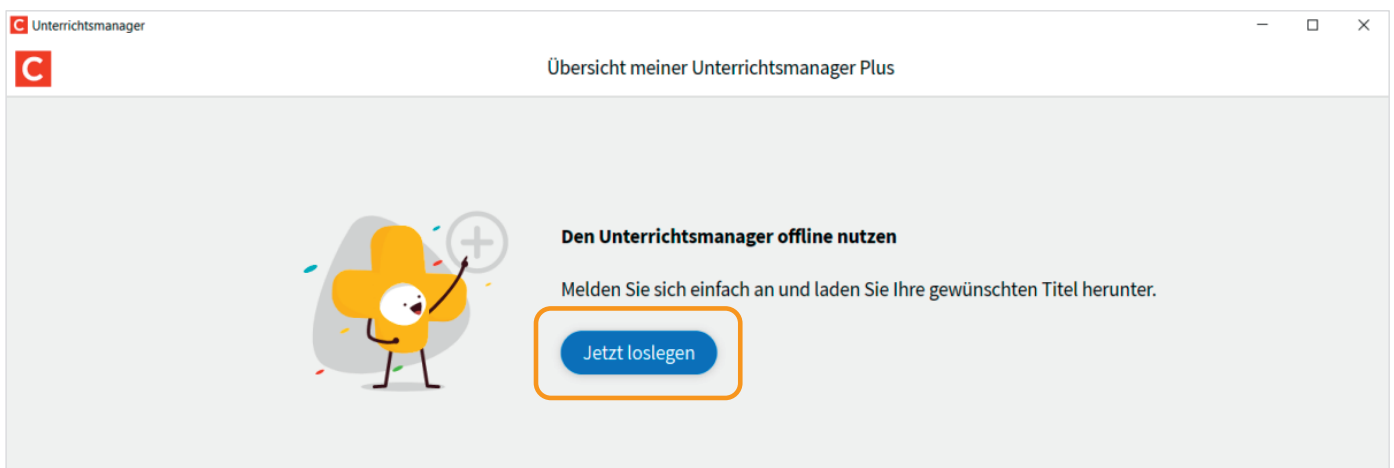 C Unterrichtsmanager
C
Übersicht meiner Unterrichtsmanager Plus
Den Unterrichtsmanager offline nutzen
Melden Sie sich einfach an und laden Sie Ihre gewünschten Titel herunter.
Jetzt loslegen